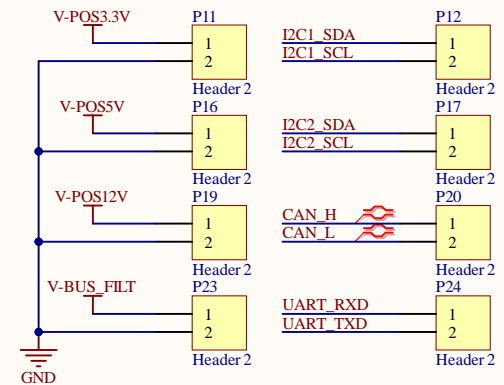 V-POS3.3V P11 P12
1 I2C1_SDA 1
2 I2C1_SCL 2
Header 2 Header 2
V-POS5V P16 P17
1 I2C2_SDA 1
2 I2C2_SCL 2
Header 2 Header 2
V-POS12V P19 P20
1 CAN_H 1
2 CAN_L 2
Header 2 Header 2
V-BUS_FILT P23 P24
1 UART_RXD 1
2 UART_TXD 2
Header 2 Header 2
GND